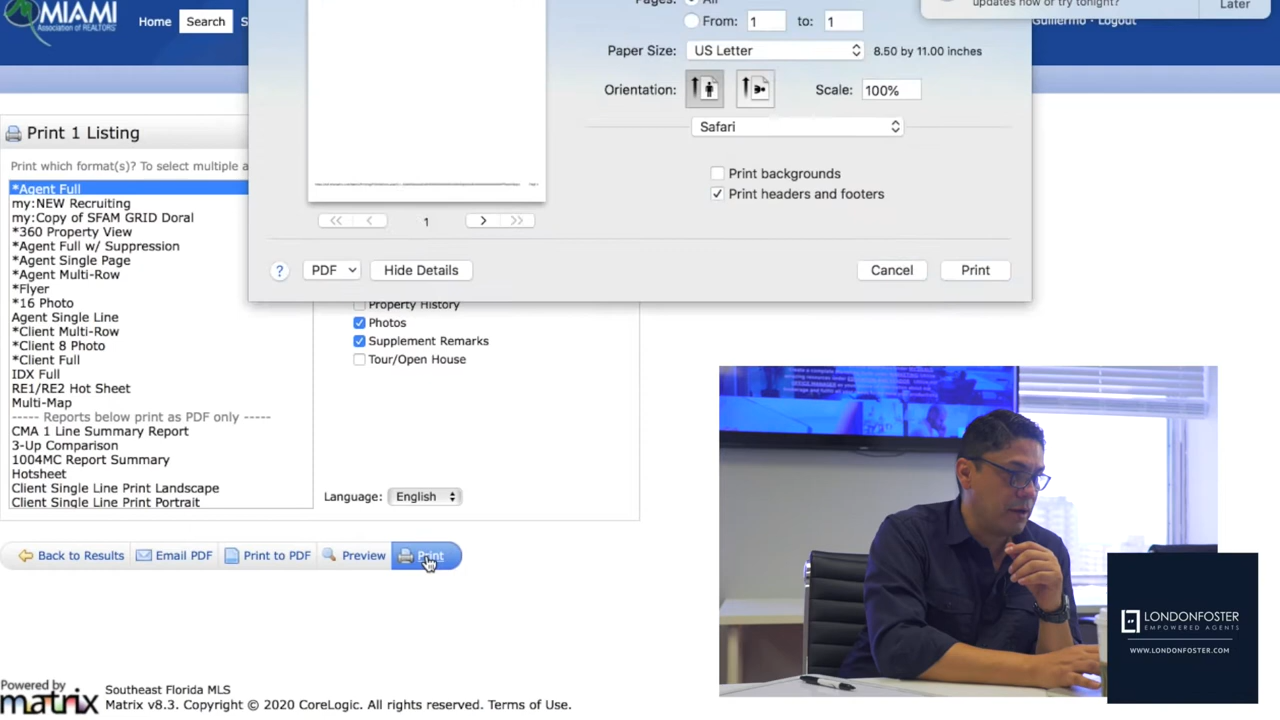 MIAMI
Association of REALTORS®
Home
Search
S
Pages:
All
From: 1 to: 1
Paper Size: US Letter 8.50 by 11.00 inches
Orientation:
Scale: 100%
Safari
Print backgrounds
Print headers and footers
1
? PDF Hide Details Cancel Print
updates now or try tonight?
Later
Guillermo · Logout
Print 1 Listing
Print which format(s)? To select multiple a
*Agent Full
my:NEW Recruiting
my:Copy of SFAM GRID Doral
*360 Property View
*Agent Full w/ Suppression
*Agent Single Page
*Agent Multi-Row
*Flyer
*16 Photo
Agent Single Line
*Client Multi-Row
*Client 8 Photo
*Client Full
IDX Full
RE1/RE2 Hot Sheet
Multi-Map
----- Reports below print as PDF only -----
CMA 1 Line Summary Report
3-Up Comparison
1004MC Report Summary
Hotsheet
Client Single Line Print Landscape
Client Single Line Print Portrait
Property History
Photos
Supplement Remarks
Tour/Open House
Language: English
Back to Results Email PDF Print to PDF Preview Print
Powered by
matrix
Southeast Florida MLS
Matrix v8.3. Copyright © 2020 CoreLogic. All rights reserved. Terms of Use.
LONDONFOSTER
EMPOWERED AGENTS
WWW.LONDONFOSTER.COM